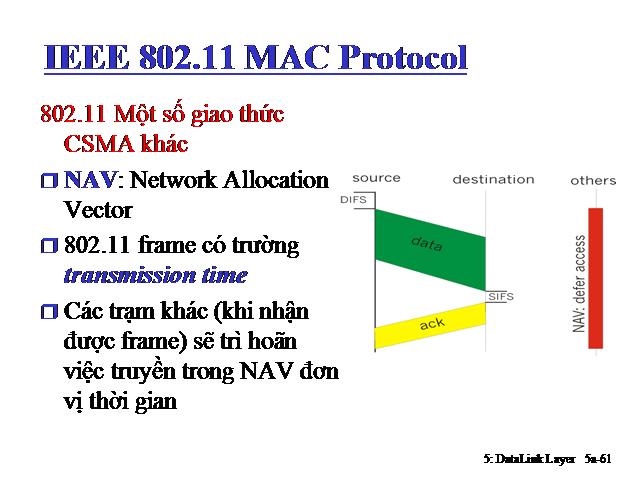 IEEE 802.11 MAC Protocol
802.11 Một số giao thức
CSMA khác
NAV: Network Allocation
Vector
802.11 frame có trường
transmission time
Các trạm khác (khi nhận
được frame) sẽ trì hoãn
việc truyền trong NAV đơn
vị thời gian
source
destination
others
DIFS
data
SIFS
ack
NAV: defer access
5: DataLink Layer 5a-61